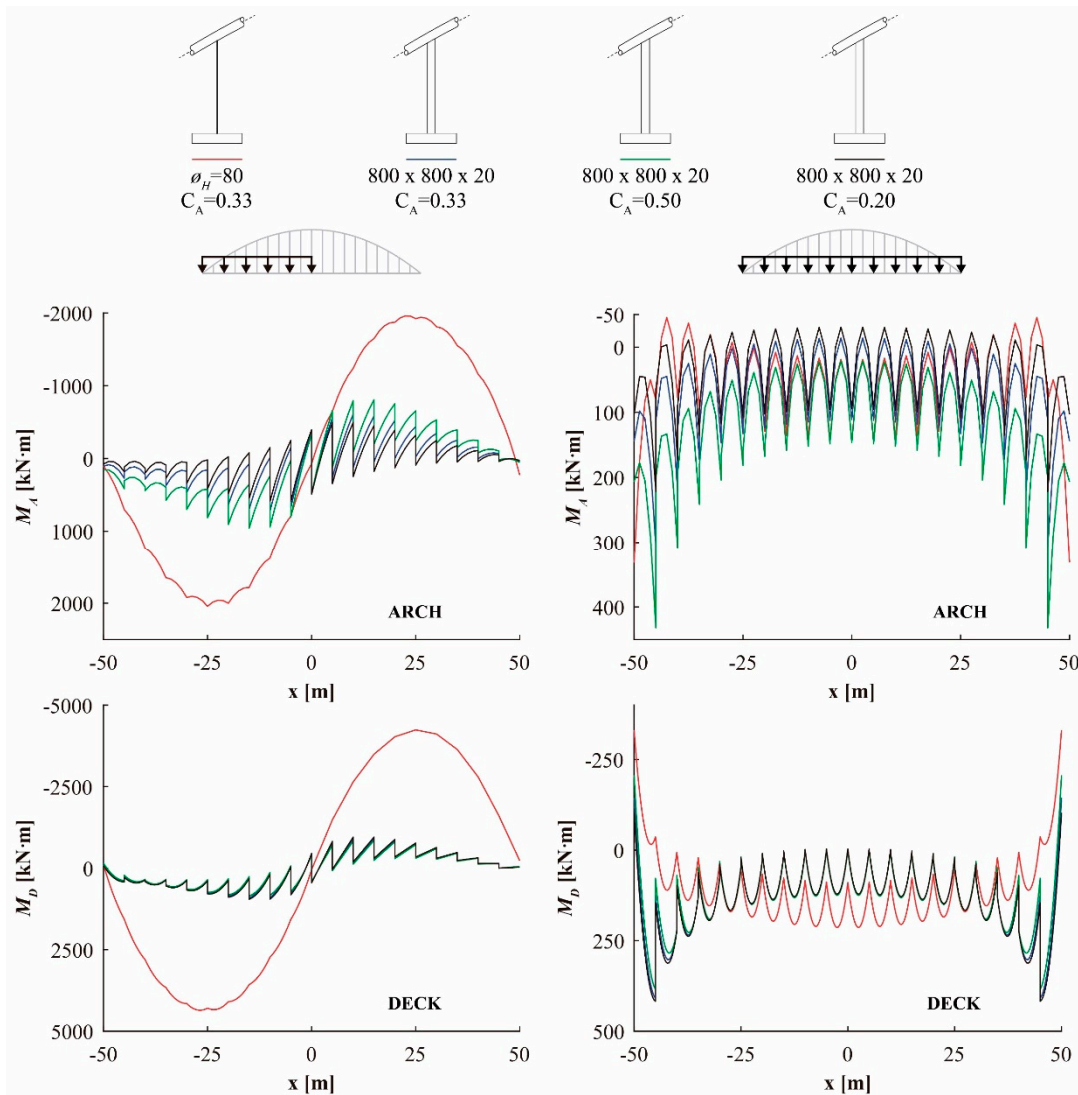 ø_H=80
C_A=0.33
800 x 800 x 20
C_A=0.33
800 x 800 x 20
C_A=0.50
800 x 800 x 20
C_A=0.20
-2000
-1000
0
1000
2000
M_A [kN·m]
ARCH
-50
-25
0
25
50
x [m]
-50
0
100
200
300
400
M_A [kN·m]
ARCH
-50
-25
0
25
50
x [m]
-5000
-2500
0
2500
5000
M_D [kN·m]
DECK
-50
-25
0
25
50
x [m]
-250
0
250
500
M_D [kN·m]
DECK
-50
-25
0
25
50
x [m]